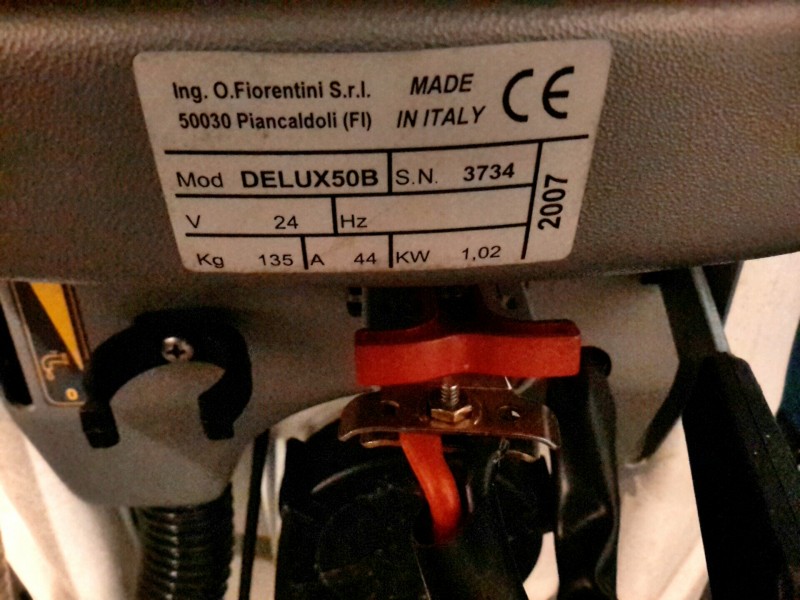 Ing. O.Fiorentini S.r.l.
50030 Piancaldoli (FI)
MADE
IN ITALY
CE
Mod DELUX50B S.N. 3734
V 24 Hz
Kg 135 A 44 KW 1,02
2007
0